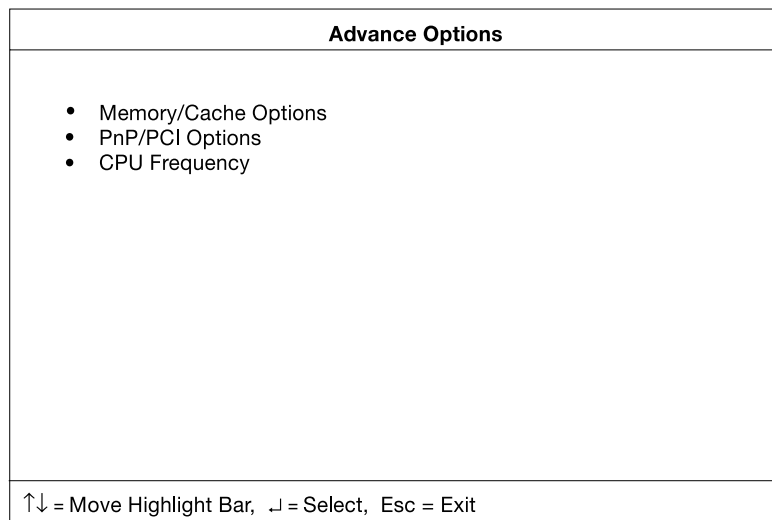 Advance Options
• Memory/Cache Options
• PnP/PCI Options
• CPU Frequency
↑↓ = Move Highlight Bar, ↵ = Select, Esc = Exit